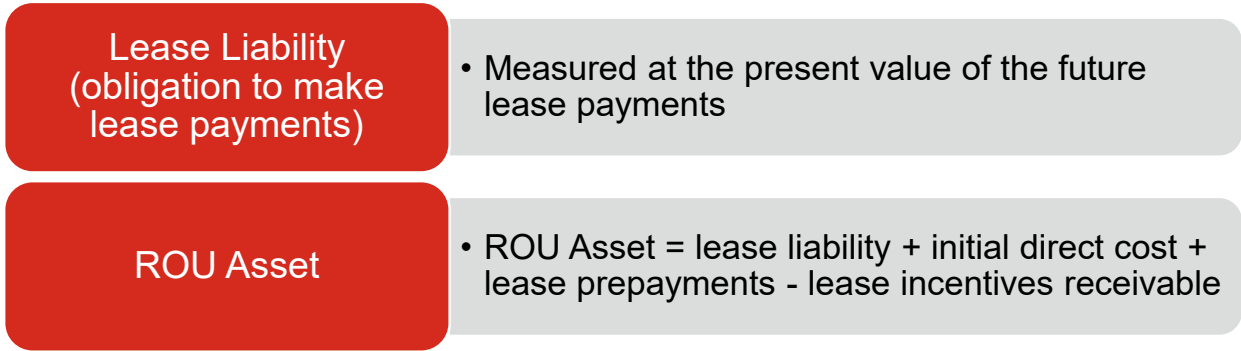 Lease Liability
(obligation to make
lease payments)
• Measured at the present value of the future
lease payments
ROU Asset
• ROU Asset = lease liability + initial direct cost +
lease prepayments - lease incentives receivable